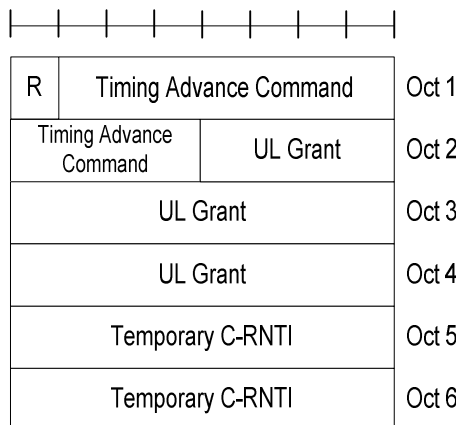 R Timing Advance Command Oct 1
Timing Advance
Command UL Grant Oct 2
UL Grant Oct 3
UL Grant Oct 4
Temporary C-RNTI Oct 5
Temporary C-RNTI Oct 6